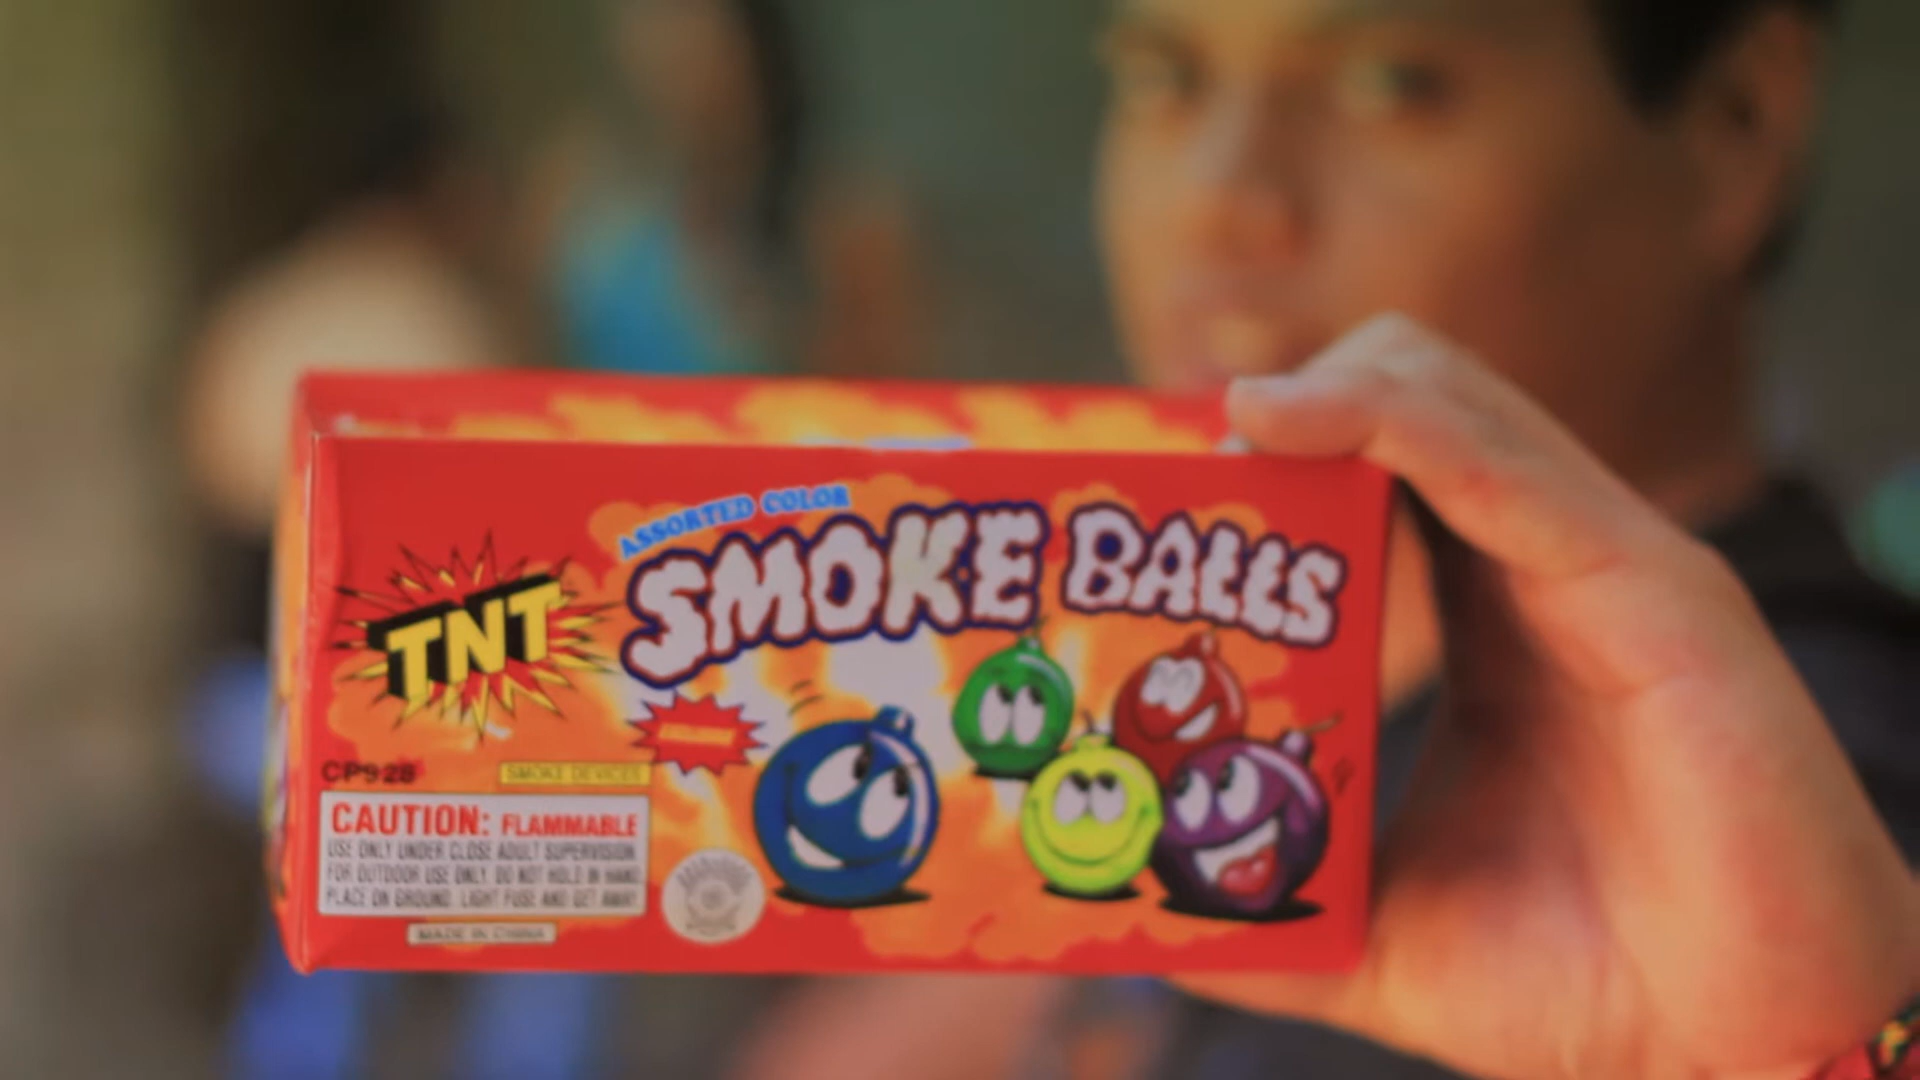 ASSORTED COLOR
SMOKE BALLS
TNT
CP928
SMOKE DEVICES
CAUTION: FLAMMABLE
USE ONLY UNDER CLOSE ADULT SUPERVISION
FOR OUTDOOR USE ONLY. DO NOT HOLD IN HAND
PLACE ON GROUND. LIGHT FUSE AND GET AWAY
MADE IN CHINA